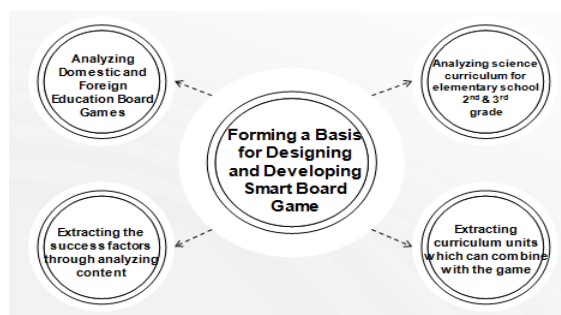 Analyzing
Domestic and
Foreign
Education Board
Games
Analyzing science
curriculum for
elementary school
2nd & 3rd
grade
Forming a Basis
for Designing
and Developing
Smart Board
Game
Extracting the
success factors
through analyzing
content
Extracting
curriculum units
which can combine
with the game